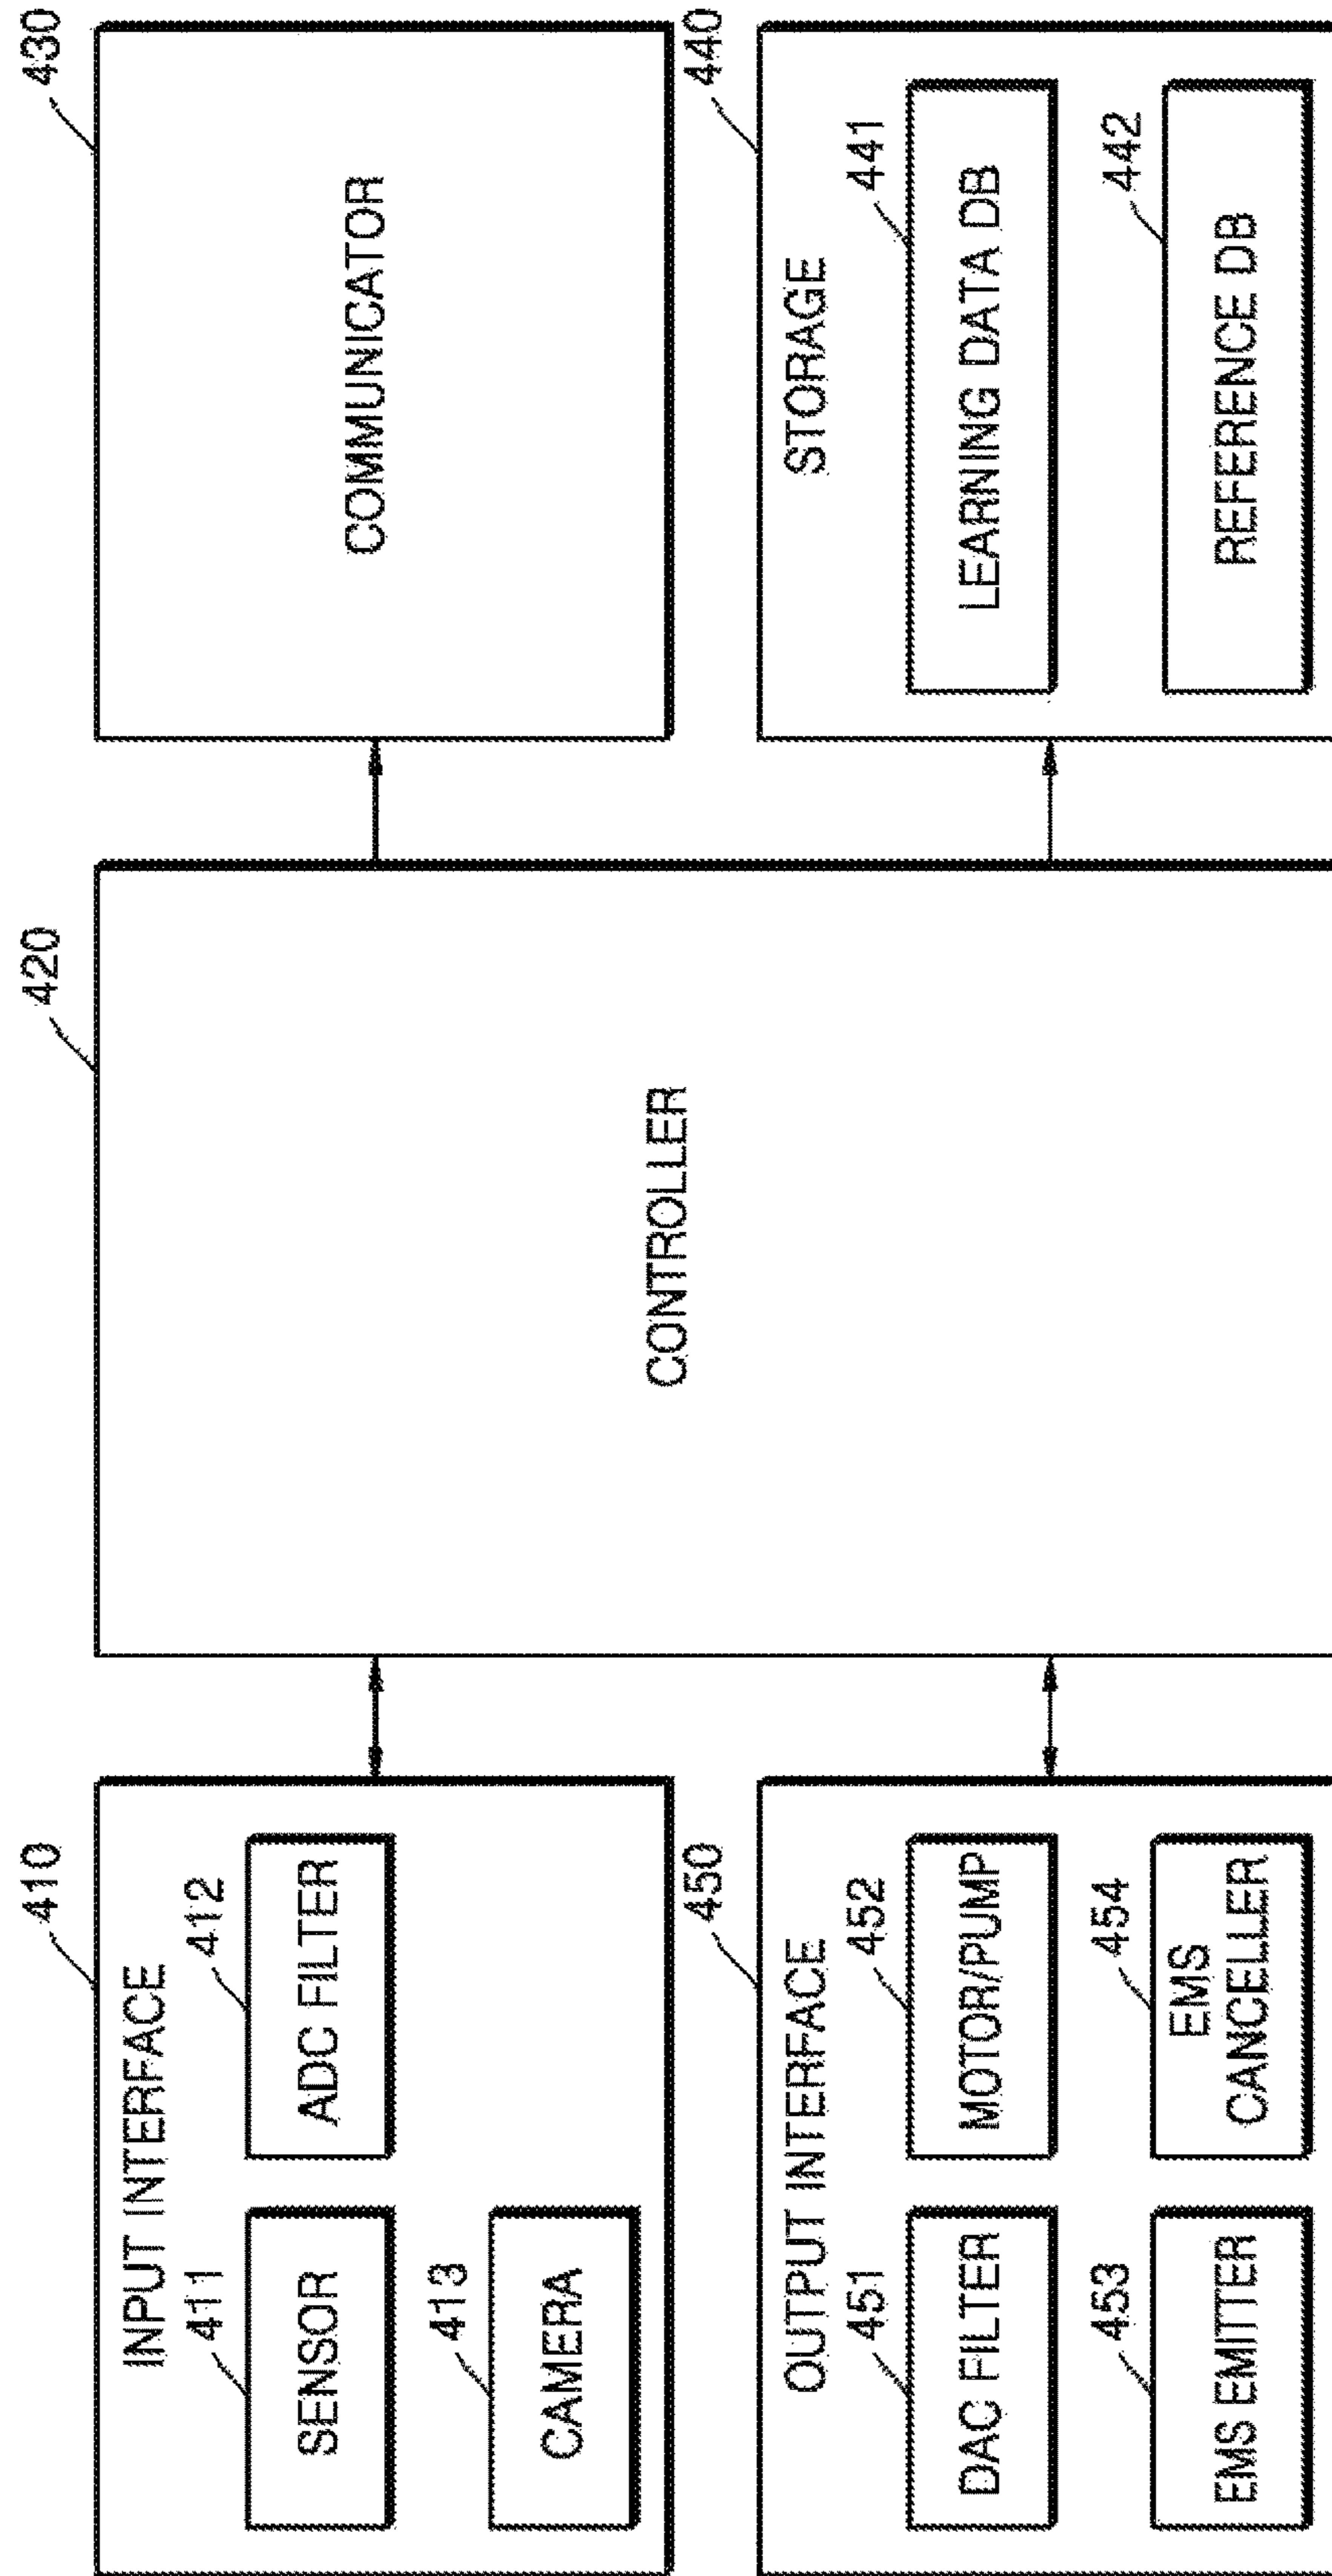 410
INPUT INTERFACE
411
SENSOR
412
ADC FILTER
413
CAMERA
450
OUTPUT INTERFACE
451
DAC FILTER
452
MOTOR/PUMP
453
EMS EMITTER
454
EMS
CANCELLER
420
CONTROLLER
430
COMMUNICATOR
440
STORAGE
441
LEARNING DATA DB
442
REFERENCE DB